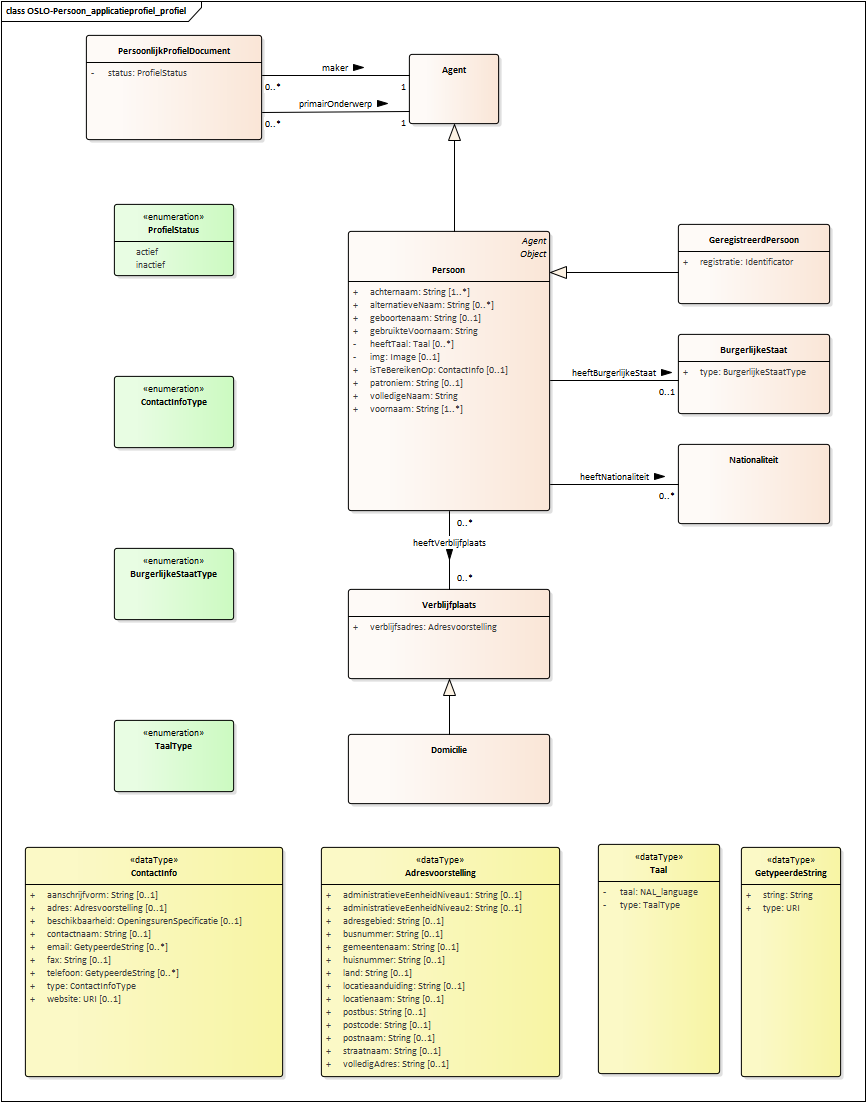 class OSLO-Persoon_applicatieprofiel_profiel
PersoonlijkProfielDocument
- status: ProfielStatus
maker
0..*
1
primairOnderwerp
0..*
1
Agent
«enumeration»
ProfielStatus
actief
inactief
Agent
Object
Persoon
+ achternaam: String [1..*]
+ alternatieveNaam: String [0..*]
+ geboortenaam: String [0..1]
+ gebruikteVoornaam: String
- heeftTaal: Taal [0..*]
- img: Image [0..1]
+ isTeBereikenOp: ContactInfo [0..1]
+ patroniem: String [0..1]
+ volledigeNaam: String
+ voornaam: String [1..*]
GeregistreerdPersoon
+ registratie: Identificator
heeftBurgerlijkeStaat
0..1
BurgerlijkeStaat
+ type: BurgerlijkeStaatType
heeftNationaliteit
0..*
Nationaliteit
«enumeration»
ContactInfoType
0..*
heeftVerblijfplaats
0..*
«enumeration»
BurgerlijkeStaatType
Verblijfplaats
+ verblijfsadres: Adresvoorstelling
«enumeration»
TaalType
Domicilie
«dataType»
ContactInfo
+ aanschrijfvorm: String [0..1]
+ adres: Adresvoorstelling [0..1]
+ beschikbaarheid: OpeningsurenSpecificatie [0..1]
+ contactnaam: String [0..1]
+ email: GetypeerdeString [0..*]
+ fax: String [0..1]
+ telefoon: GetypeerdeString [0..*]
+ type: ContactInfoType
+ website: URI [0..1]
«dataType»
Adresvoorstelling
+ administratieveEenheidNiveau1: String [0..1]
+ administratieveEenheidNiveau2: String [0..1]
+ adresgebied: String [0..1]
+ busnummer: String [0..1]
+ gemeentenaam: String [0..1]
+ huisnummer: String [0..1]
+ land: String [0..1]
+ locatieaanduiding: String [0..1]
+ locatienaam: String [0..1]
+ postbus: String [0..1]
+ postcode: String [0..1]
+ postnaam: String [0..1]
+ straatnaam: String [0..1]
+ volledigAdres: String [0..1]
«dataType»
Taal
- taal: NAL_language
- type: TaalType
«dataType»
GetypeerdeString
+ string: String
+ type: URI